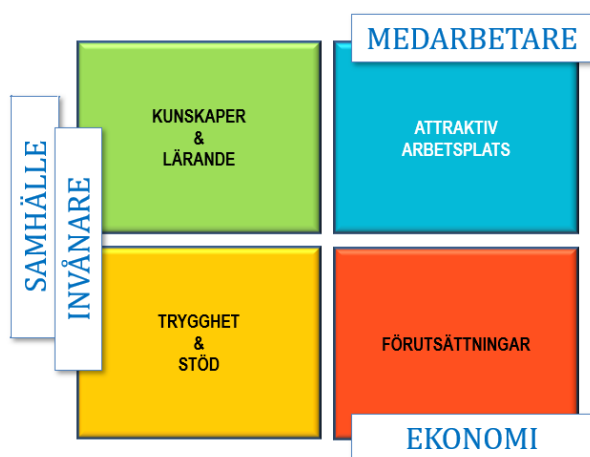 MEDARBETARE
KUNSKAPER
&
LÄRANDE
ATTRAKTIV
ARBETSPLATS
SAMHÄLLE
INVÅNARE
TRYGGHET
&
STÖD
FÖRUTSÄTTNINGAR
EKONOMI